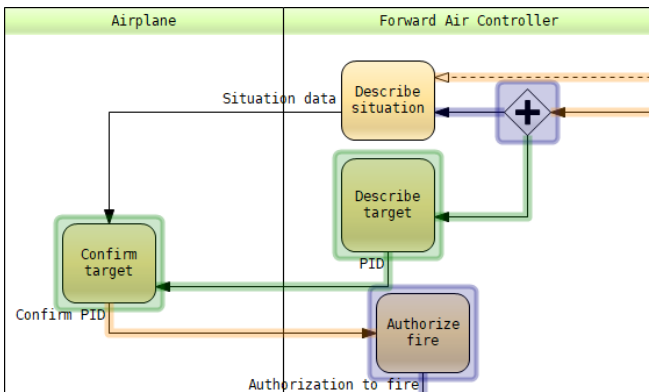 Airplane
Forward Air Controller
Describe
situation
Situation data
Describe
target
Confirm
target
PID
Confirm PID
Authorize
fire
Authorization to fire